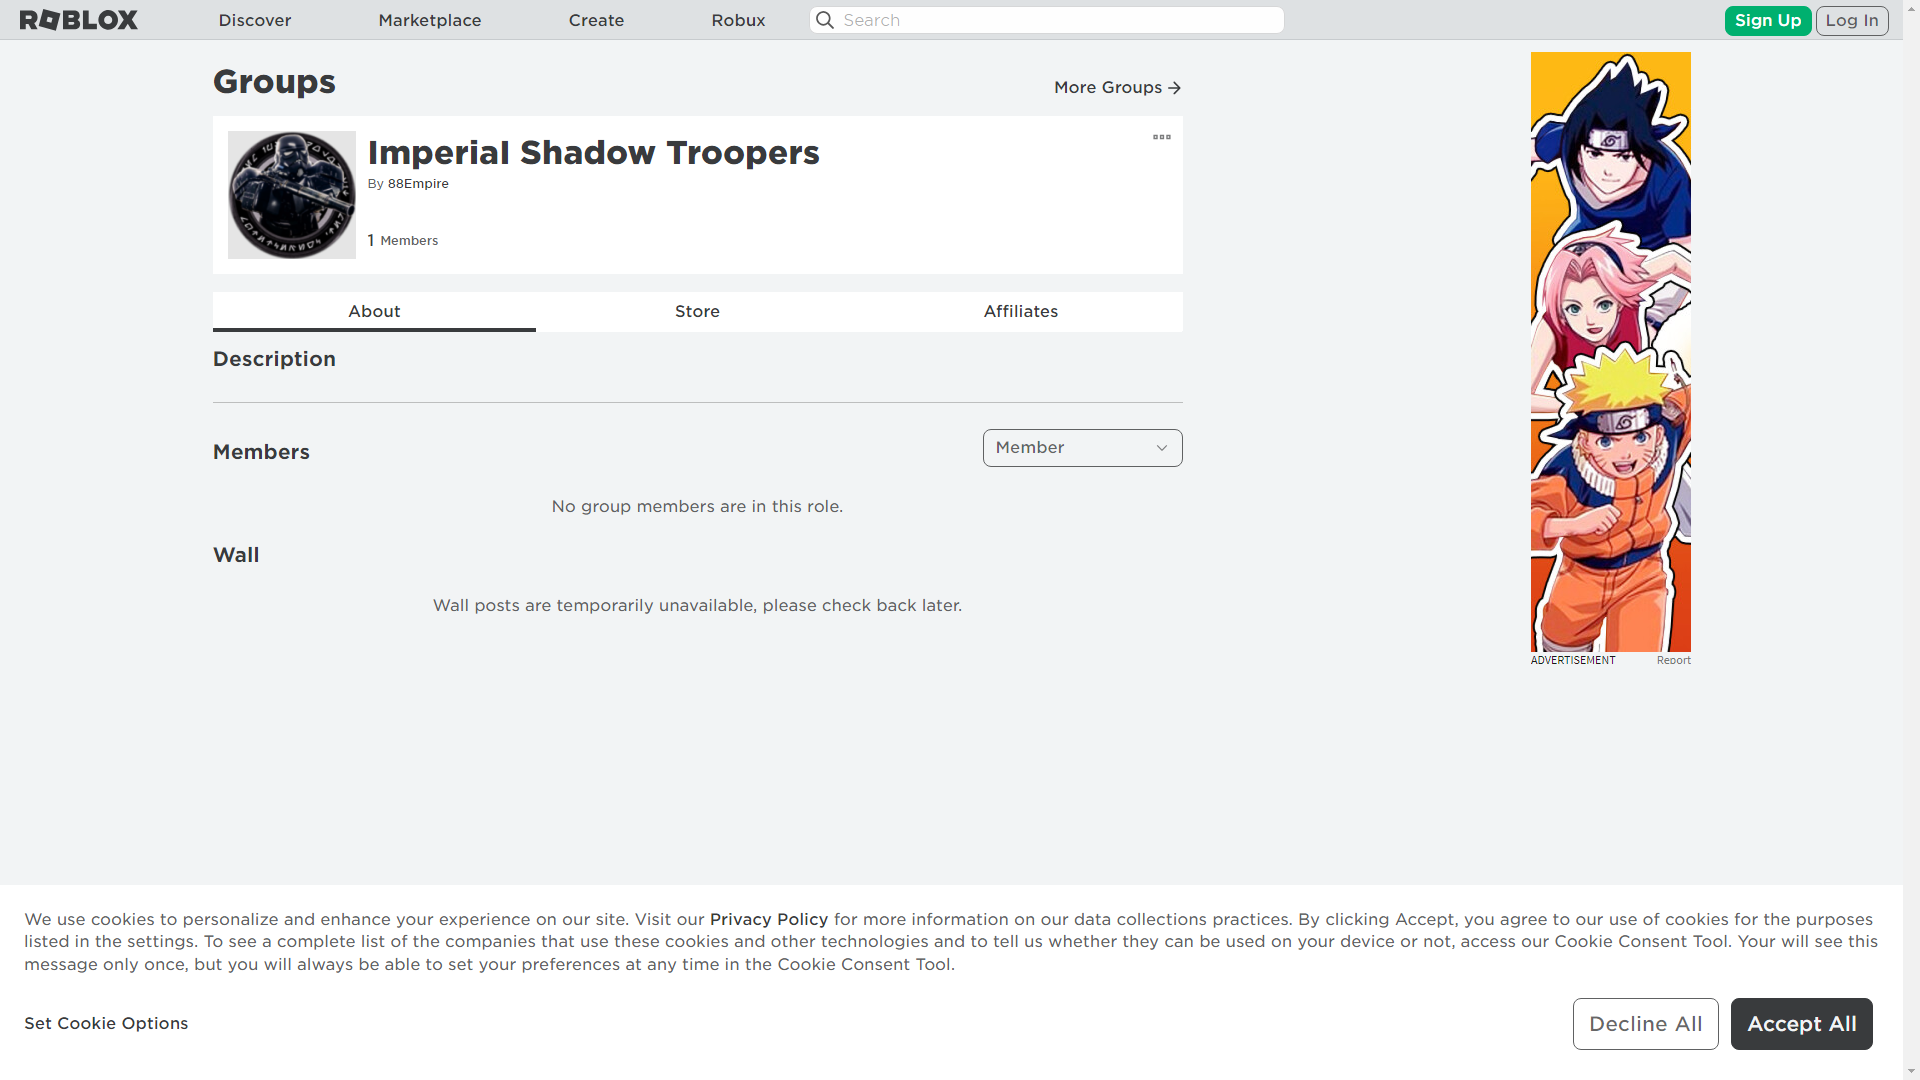 ROBLOX
Discover
Marketplace
Create
Robux
Search
Sign Up
Log In
Groups
More Groups
Imperial Shadow Troopers
By 88Empire
1 Members
About
Store
Affiliates
Description
Members
Member
No group members are in this role.
Wall
Wall posts are temporarily unavailable, please check back later.
ADVERTISEMENT
Report
We use cookies to personalize and enhance your experience on our site. Visit our Privacy Policy for more information on our data collections practices. By clicking Accept, you agree to our use of cookies for the purposes
listed in the settings. To see a complete list of the companies that use these cookies and other technologies and to tell us whether they can be used on your device or not, access our Cookie Consent Tool. Your will see this
message only once, but you will always be able to set your preferences at any time in the Cookie Consent Tool.
Set Cookie Options
Decline All
Accept All